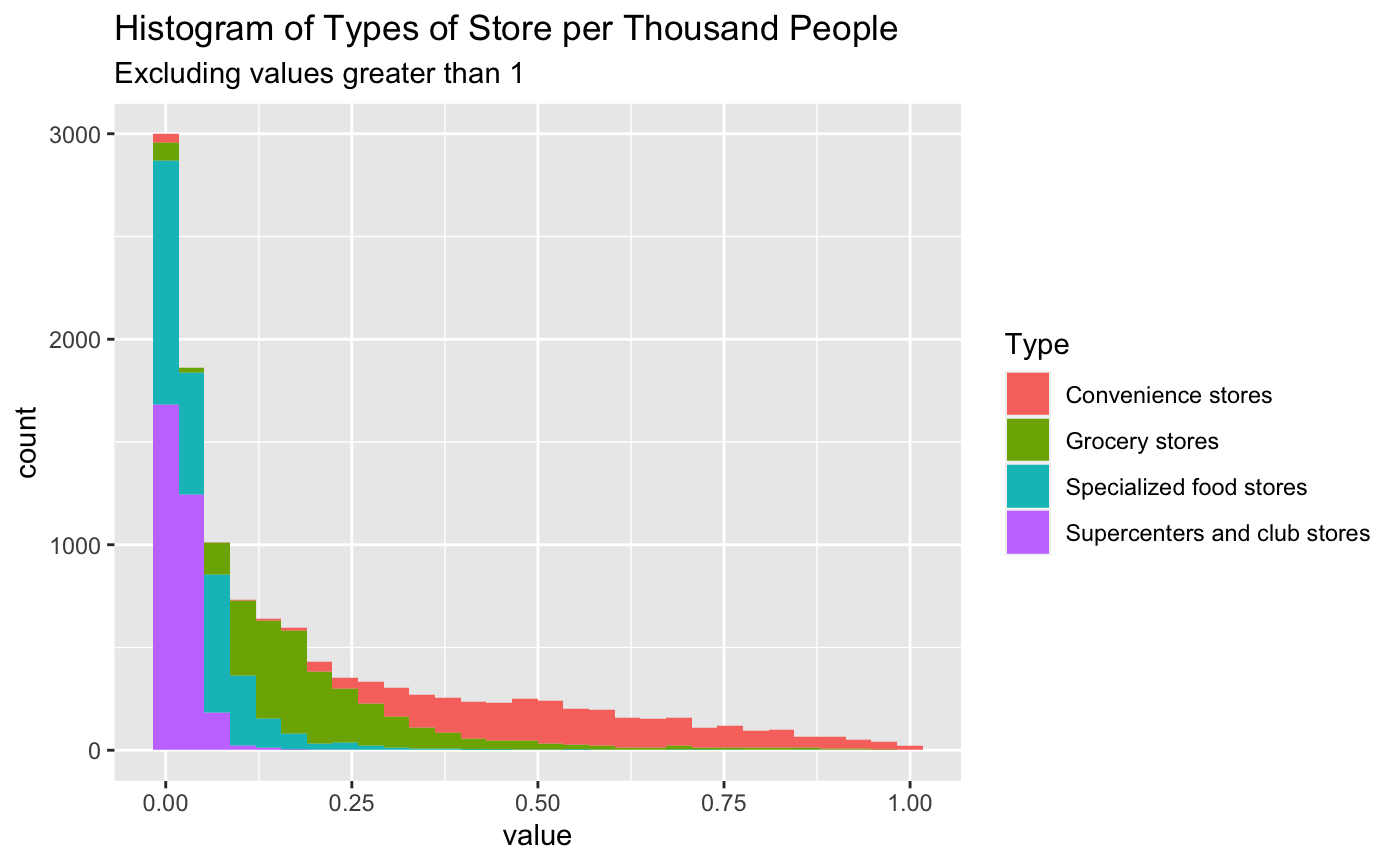 Histogram of Types of Store per Thousand People
Excluding values greater than 1
3000
2000
1000
0
count
0.00 0.25 0.50 0.75 1.00
value
Type
Convenience stores
Grocery stores
Specialized food stores
Supercenters and club stores